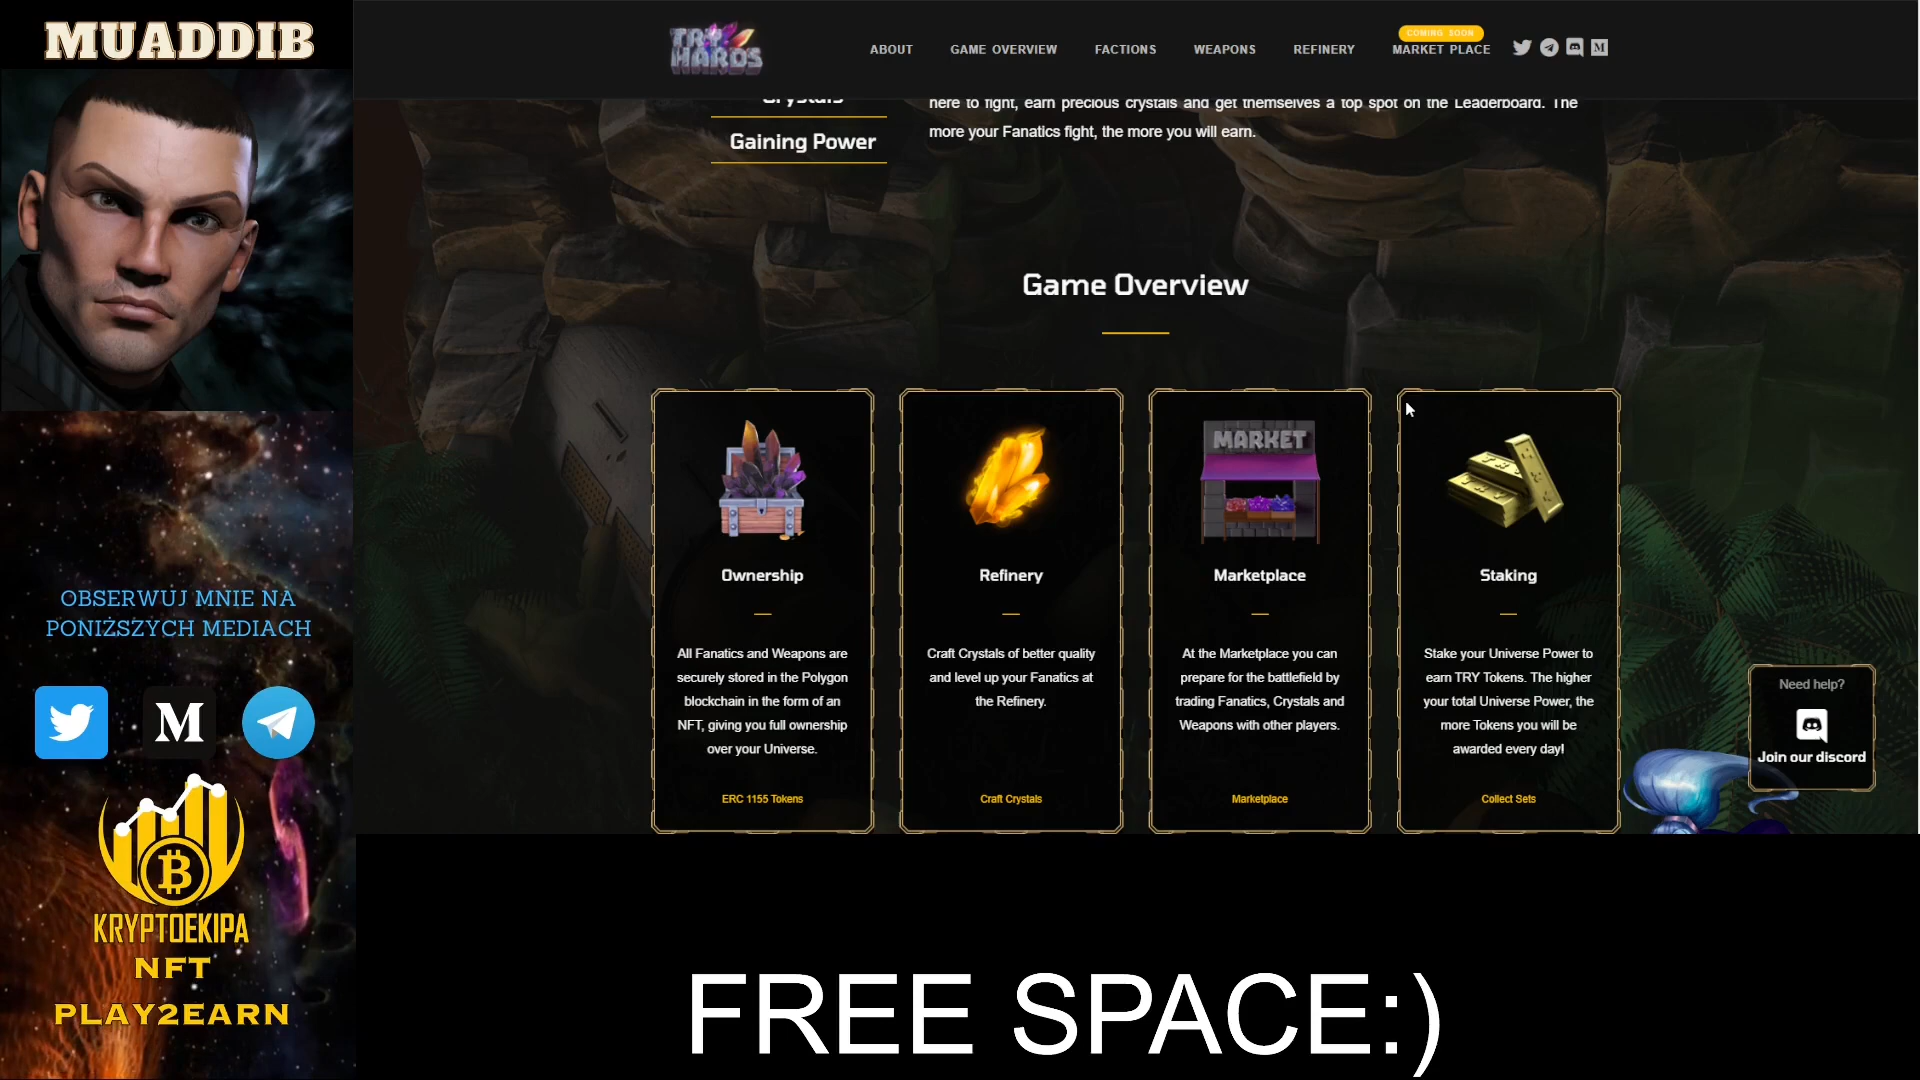 MUADDIB
OBSERWUJ MNIE NA
PONIŻSZYCH MEDIACH
M
KRYPTOEKIPA
NFT
PLAY2EARN
TRY
HARDS
ABOUT
GAME OVERVIEW
FACTIONS
WEAPONS
REFINERY
COMING SOON
MARKET PLACE
Crystals
Gaining Power
here to fight, earn precious crystals and get themselves a top spot on the Leaderboard. The
more your Fanatics fight, the more you will earn.
Game Overview
Ownership
All Fanatics and Weapons are
securely stored in the Polygon
blockchain in the form of an
NFT, giving you full ownership
over your Universe.
ERC 1155 Tokens
Refinery
Craft Crystals of better quality
and level up your Fanatics at
the Refinery.
Craft Crystals
MARKET
Marketplace
At the Marketplace you can
prepare for the battlefield by
trading Fanatics, Crystals and
Weapons with other players.
Marketplace
Staking
Stake your Universe Power to
earn TRY Tokens. The higher
your total Universe Power, the
more Tokens you will be
awarded every day!
Collect Sets
Need help?
Join our discord
FREE SPACE:)